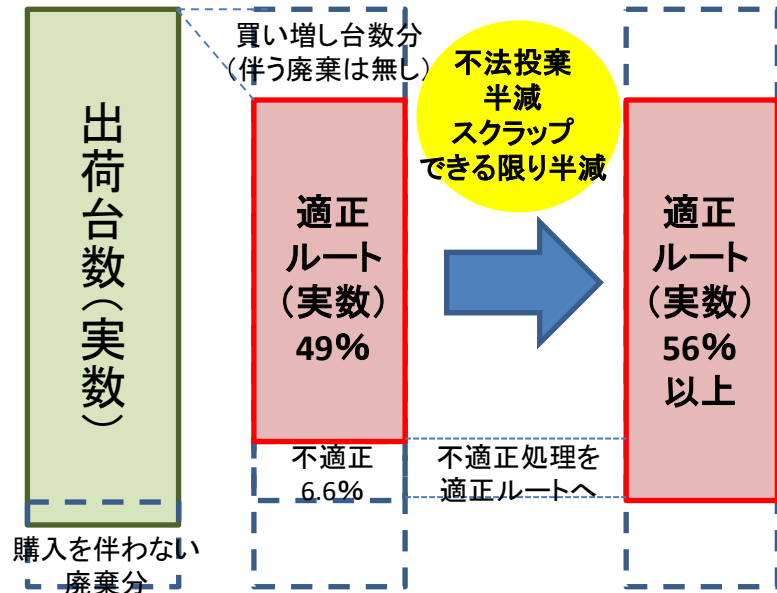 出荷台数(実数)
購入を伴わない
廃棄分
買い増し台数分
(伴う廃棄は無し)
適正
ルート
(実数)
49%
不適正
6.6%
不法投棄
半減
スクラップ
できる限り半減
不適正処理を
適正ルートへ
適正
ルート
(実数)
56%
以上